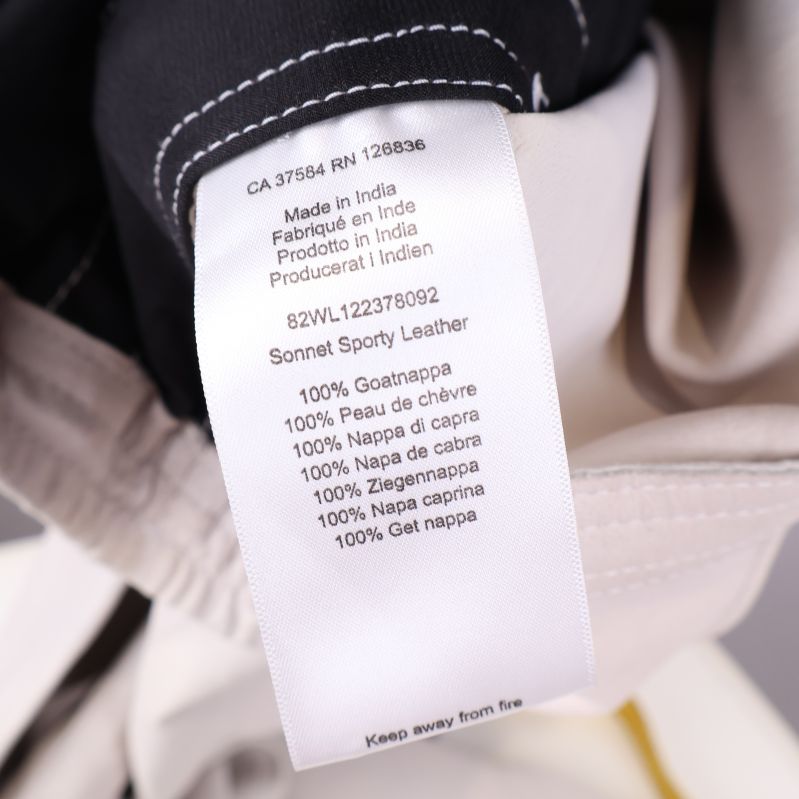 CA 37584 RN 126836
Made in India
Fabriqué en Inde
Prodotto in India
Producerat i Indien
82WL122378092
Sonnet Sporty Leather
100% Goatnappa
100% Peau de chèvre
100% Nappa di capra
100% Napa de cabra
100% Ziegennappa
100% Napa caprina
100% Get nappa
Keep away from fire